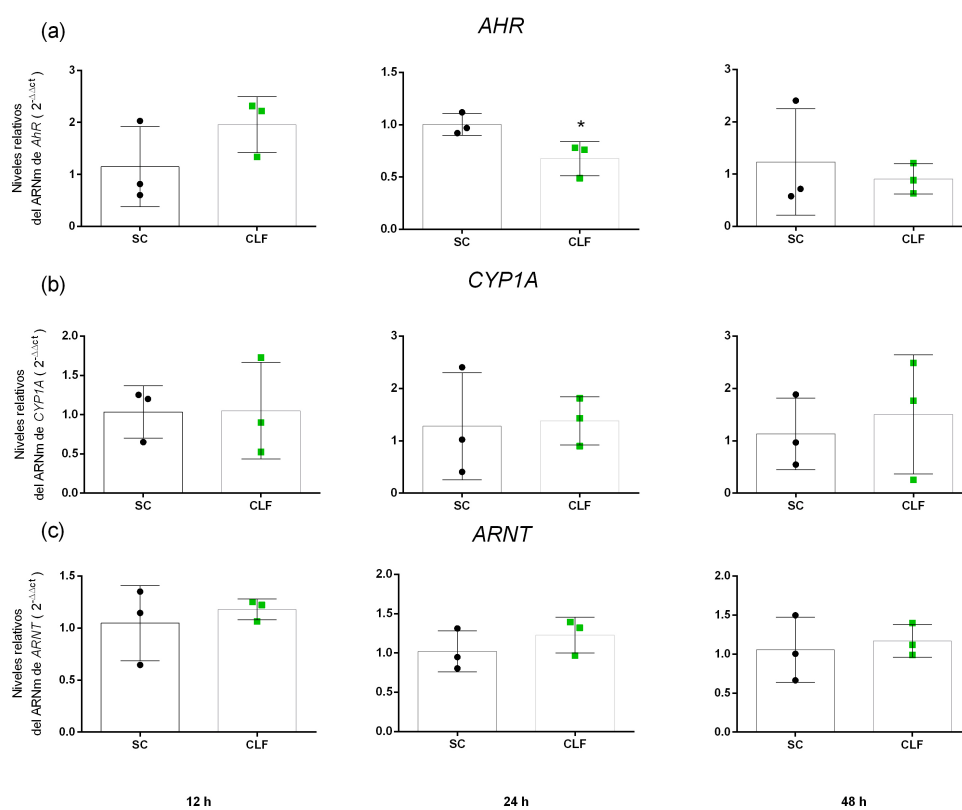 (a)
AHR
Niveles relativos
del ARNm de AhR ( 2^-ΔΔct )
3
2
1
0
SC
CLF
1.5
1.0
0.5
0.0
*
SC
CLF
3
2
1
0
SC
CLF
(b)
CYP1A
Niveles relativos
del ARNm de CYP1A ( 2^-ΔΔct )
2.0
1.5
1.0
0.5
0.0
SC
CLF
3
2
1
0
SC
CLF
3
2
1
0
SC
CLF
(c)
ARNT
Niveles relativos
del ARNm de ARNT ( 2^-ΔΔct )
1.5
1.0
0.5
0.0
SC
CLF
2.0
1.5
1.0
0.5
0.0
SC
CLF
2.0
1.5
1.0
0.5
0.0
SC
CLF
12 h
24 h
48 h